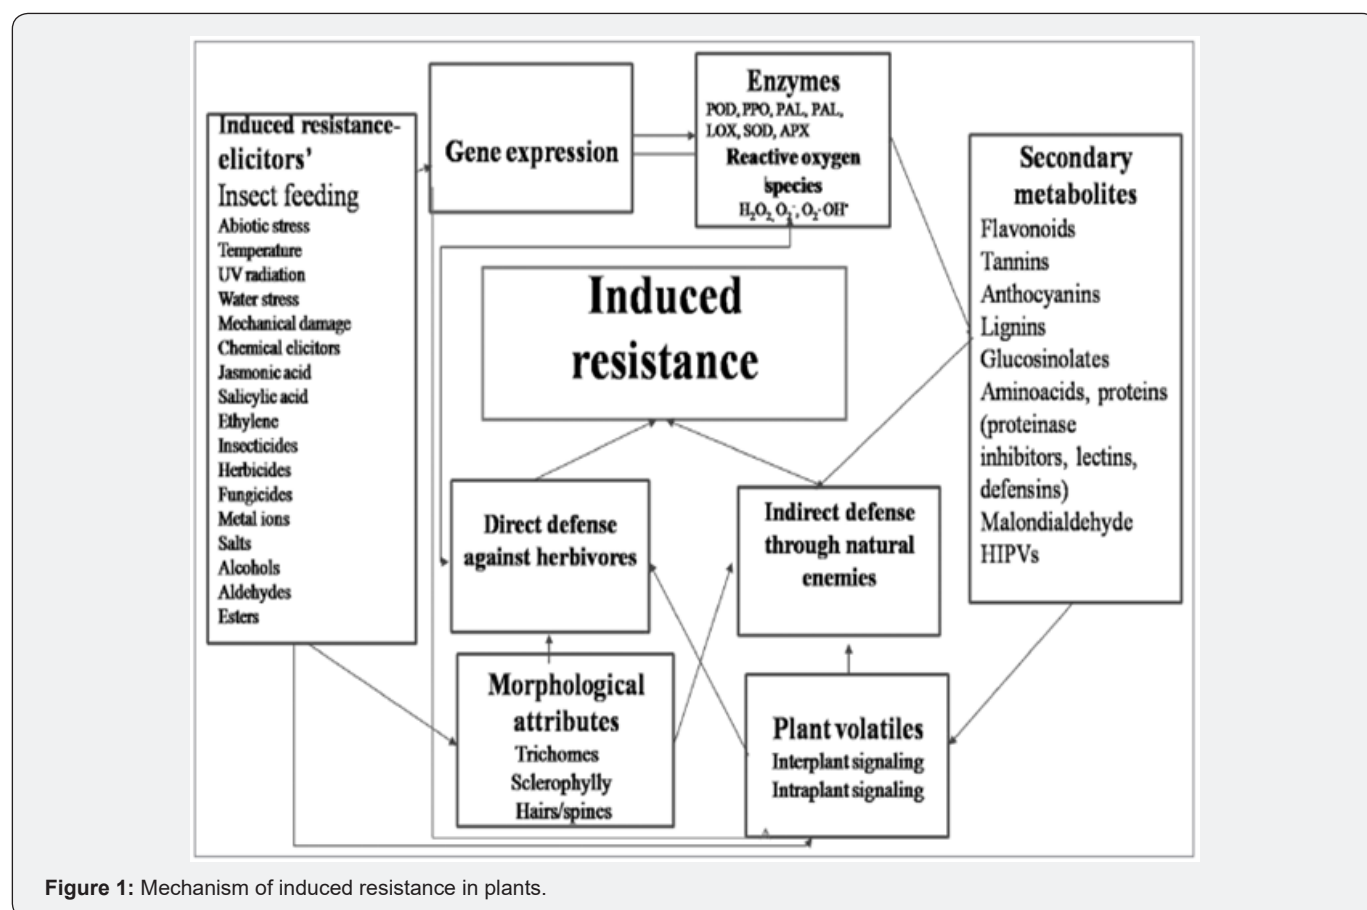 Induced resistance-
elicitors'
Insect feeding
Abiotic stress
Temperature
UV radiation
Water stress
Mechanical damage
Chemical elicitors
Jasmonic acid
Salicylic acid
Ethylene
Insecticides
Herbicides
Fungicides
Metal ions
Salts
Alcohols
Aldehydes
Esters
Gene expression
Enzymes
POD, PPO, PAL, PAL,
LOX, SOD, APX
Reactive oxygen
species
H₂O₂, O₂⁻, O₂·OH•
Secondary
metabolites
Flavonoids
Tannins
Anthocyanins
Lignins
Glucosinolates
Aminoacids, proteins
(proteinase
inhibitors, lectins,
defensins)
Malondialdehyde
HIPVs
Induced
resistance
Direct defense
against herbivores
Indirect defense
through natural
enemies
Morphological
attributes
Trichomes
Sclerophylly
Hairs/spines
Plant volatiles
Interplant signaling
Intraplant signaling
Figure 1: Mechanism of induced resistance in plants.